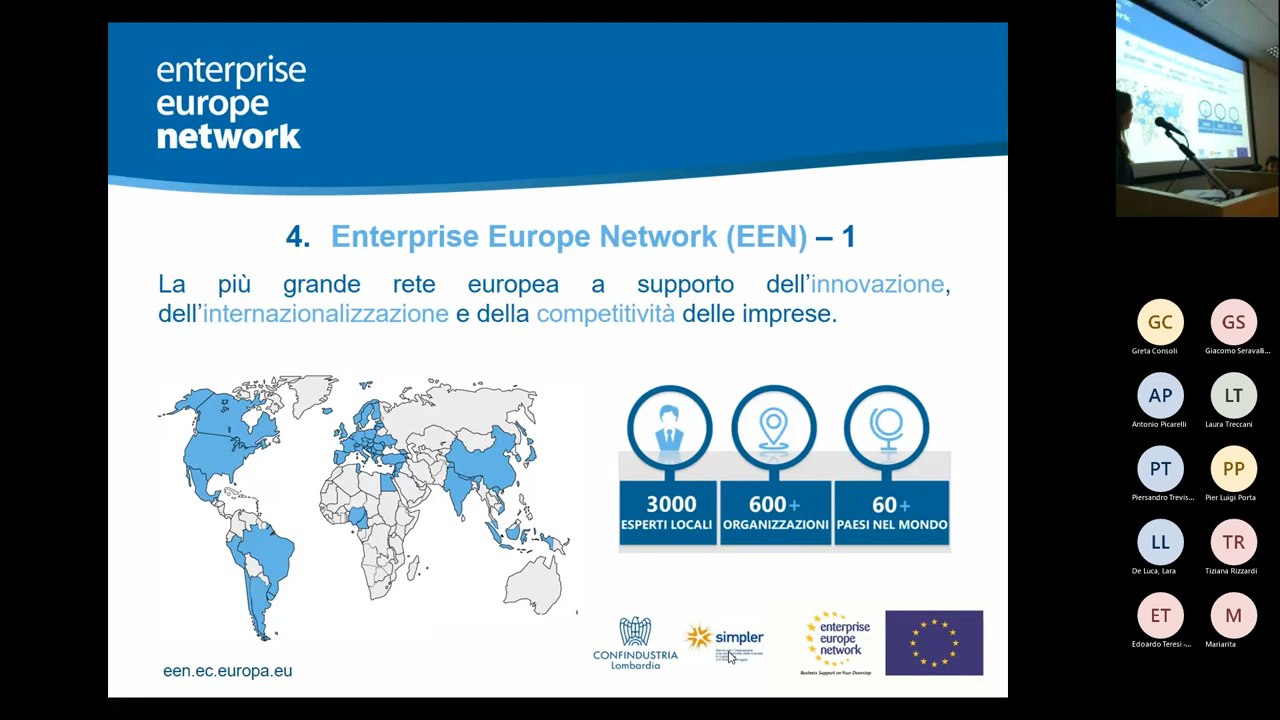 enterprise
europe
network
4. Enterprise Europe Network (EEN) – 1
La più grande rete europea a supporto dell'innovazione,
dell'internazionalizzazione e della competitività delle imprese.
3000
ESPERTI LOCALI
600+
ORGANIZZAZIONI
60+
PAESI NEL MONDO
een.ec.europa.eu
CONFINDUSTRIA
Lombardia
simpler
enterprise
europe
network
Business Support on Your Doorstep
GC
Greta Consoli
GS
Giacomo Seravalli...
AP
Antonio Picarelli
LT
Laura Treccani
PT
Piersandro Trevis...
PP
Pier Luigi Porta
LL
De Luca, Lara
TR
Tiziana Rizzardi
ET
Edoardo Teresi -...
M
Mariarita